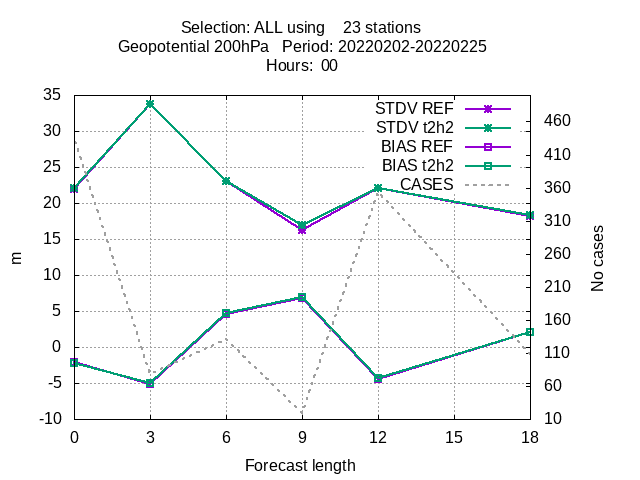 Selection: ALL using    23 stations
Geopotential 200hPa   Period: 20220202-20220225
Hours:  00
STDV REF
STDV t2h2
BIAS REF
BIAS t2h2
CASES
35
30
25
20
15
10
5
0
-5
-10
460
410
360
310
260
210
160
110
60
10
m
No cases
0 3 6 9 12 15 18
Forecast length